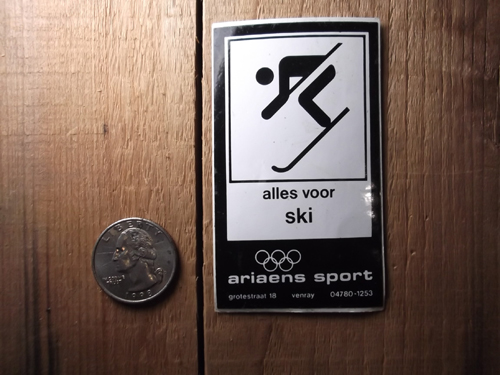 alles voor
ski
ariaens sport
grotestraat 18 venray 04780-1253
LIBERTY